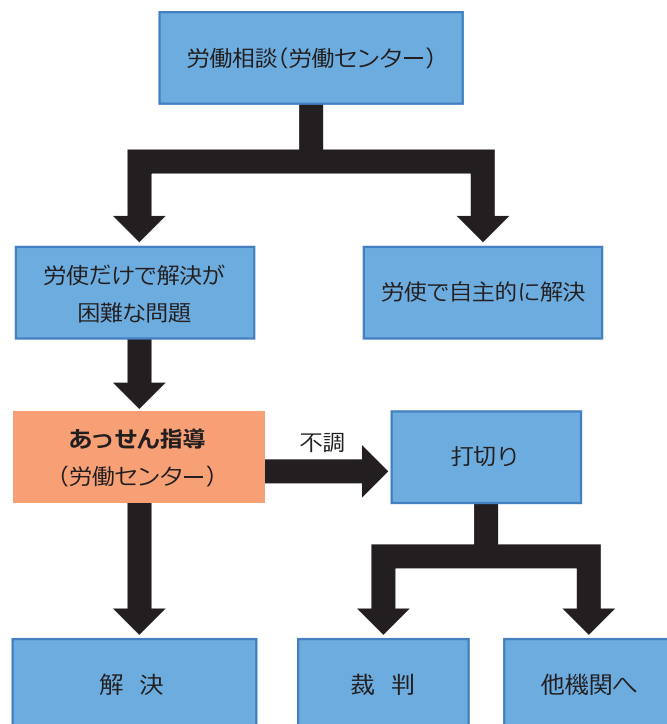 労働相談(労働センター)
労使だけで解決が
困難な問題
労使で自主的に解決
あっせん指導
(労働センター)
不調
打切り
解 決
裁 判
他機関へ